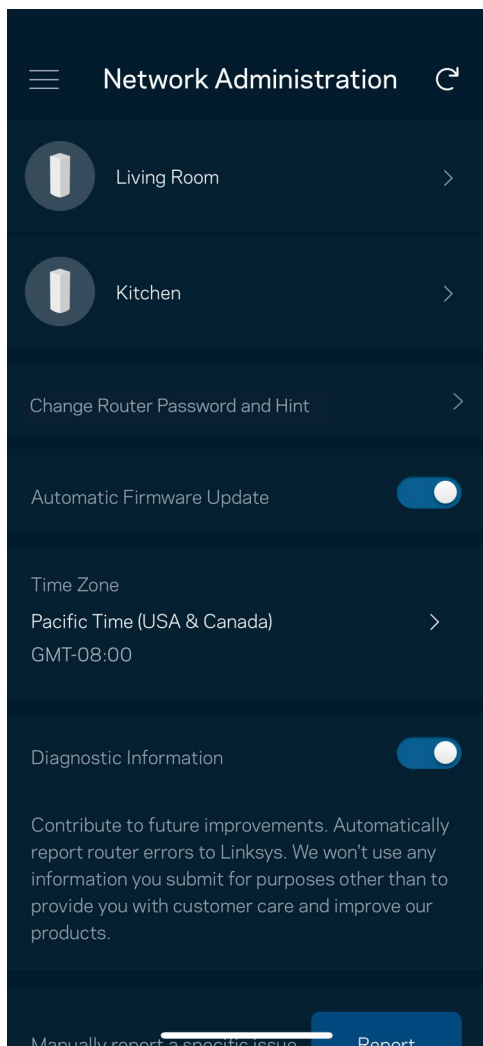 Network Administration
Living Room
Kitchen
Change Router Password and Hint
Automatic Firmware Update
Time Zone
Pacific Time (USA & Canada)
GMT-08:00
Diagnostic Information
Contribute to future improvements. Automatically
report router errors to Linksys. We won't use any
information you submit for purposes other than to
provide you with customer care and improve our
products.
Manually report a specific issue Report